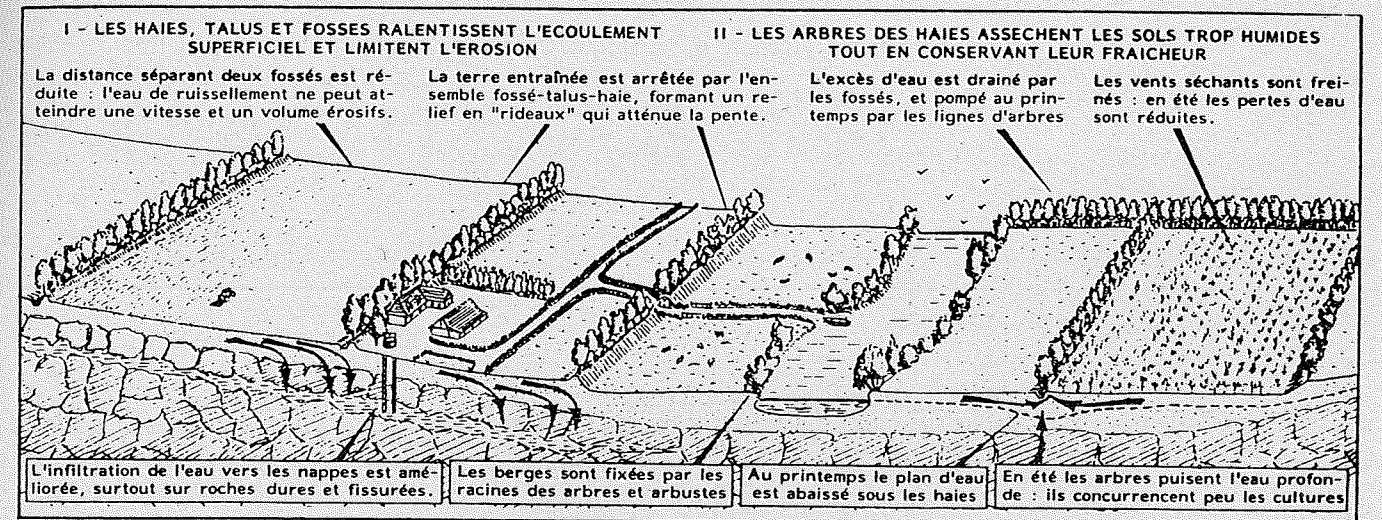 I - LES HAIES, TALUS ET FOSSES RALENTISSENT L'ECOULEMENT
SUPERFICIEL ET LIMITENT L'EROSION
La distance séparant deux fossés est ré-
duite : l'eau de ruissellement ne peut at-
teindre une vitesse et un volume érosifs.
La terre entraînée est arrêtée par l'en-
semble fossé-talus-haie, formant un re-
lief en "rideaux" qui atténue la pente.
II - LES ARBRES DES HAIES ASSECHENT LES SOLS TROP HUMIDES
TOUT EN CONSERVANT LEUR FRAICHEUR
L'excès d'eau est drainé par
les fossés, et pompé au prin-
temps par les lignes d'arbres
Les vents séchants sont frei-
nés : en été les pertes d'eau
sont réduites.
L'infiltration de l'eau vers les nappes est amé-
liorée, surtout sur roches dures et fissurées.
Les berges sont fixées par les
racines des arbres et arbustes
Au printemps le plan d'eau
est abaissé sous les haies
En été les arbres puisent l'eau profon-
de : ils concurrencent peu les cultures